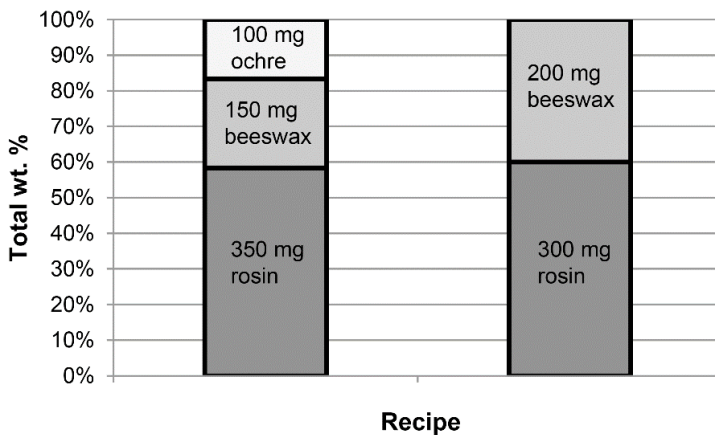 Total wt. %
100%
90%
80%
70%
60%
50%
40%
30%
20%
10%
0%
100 mg
ochre
150 mg
beeswax
350 mg
rosin
200 mg
beeswax
300 mg
rosin
Recipe